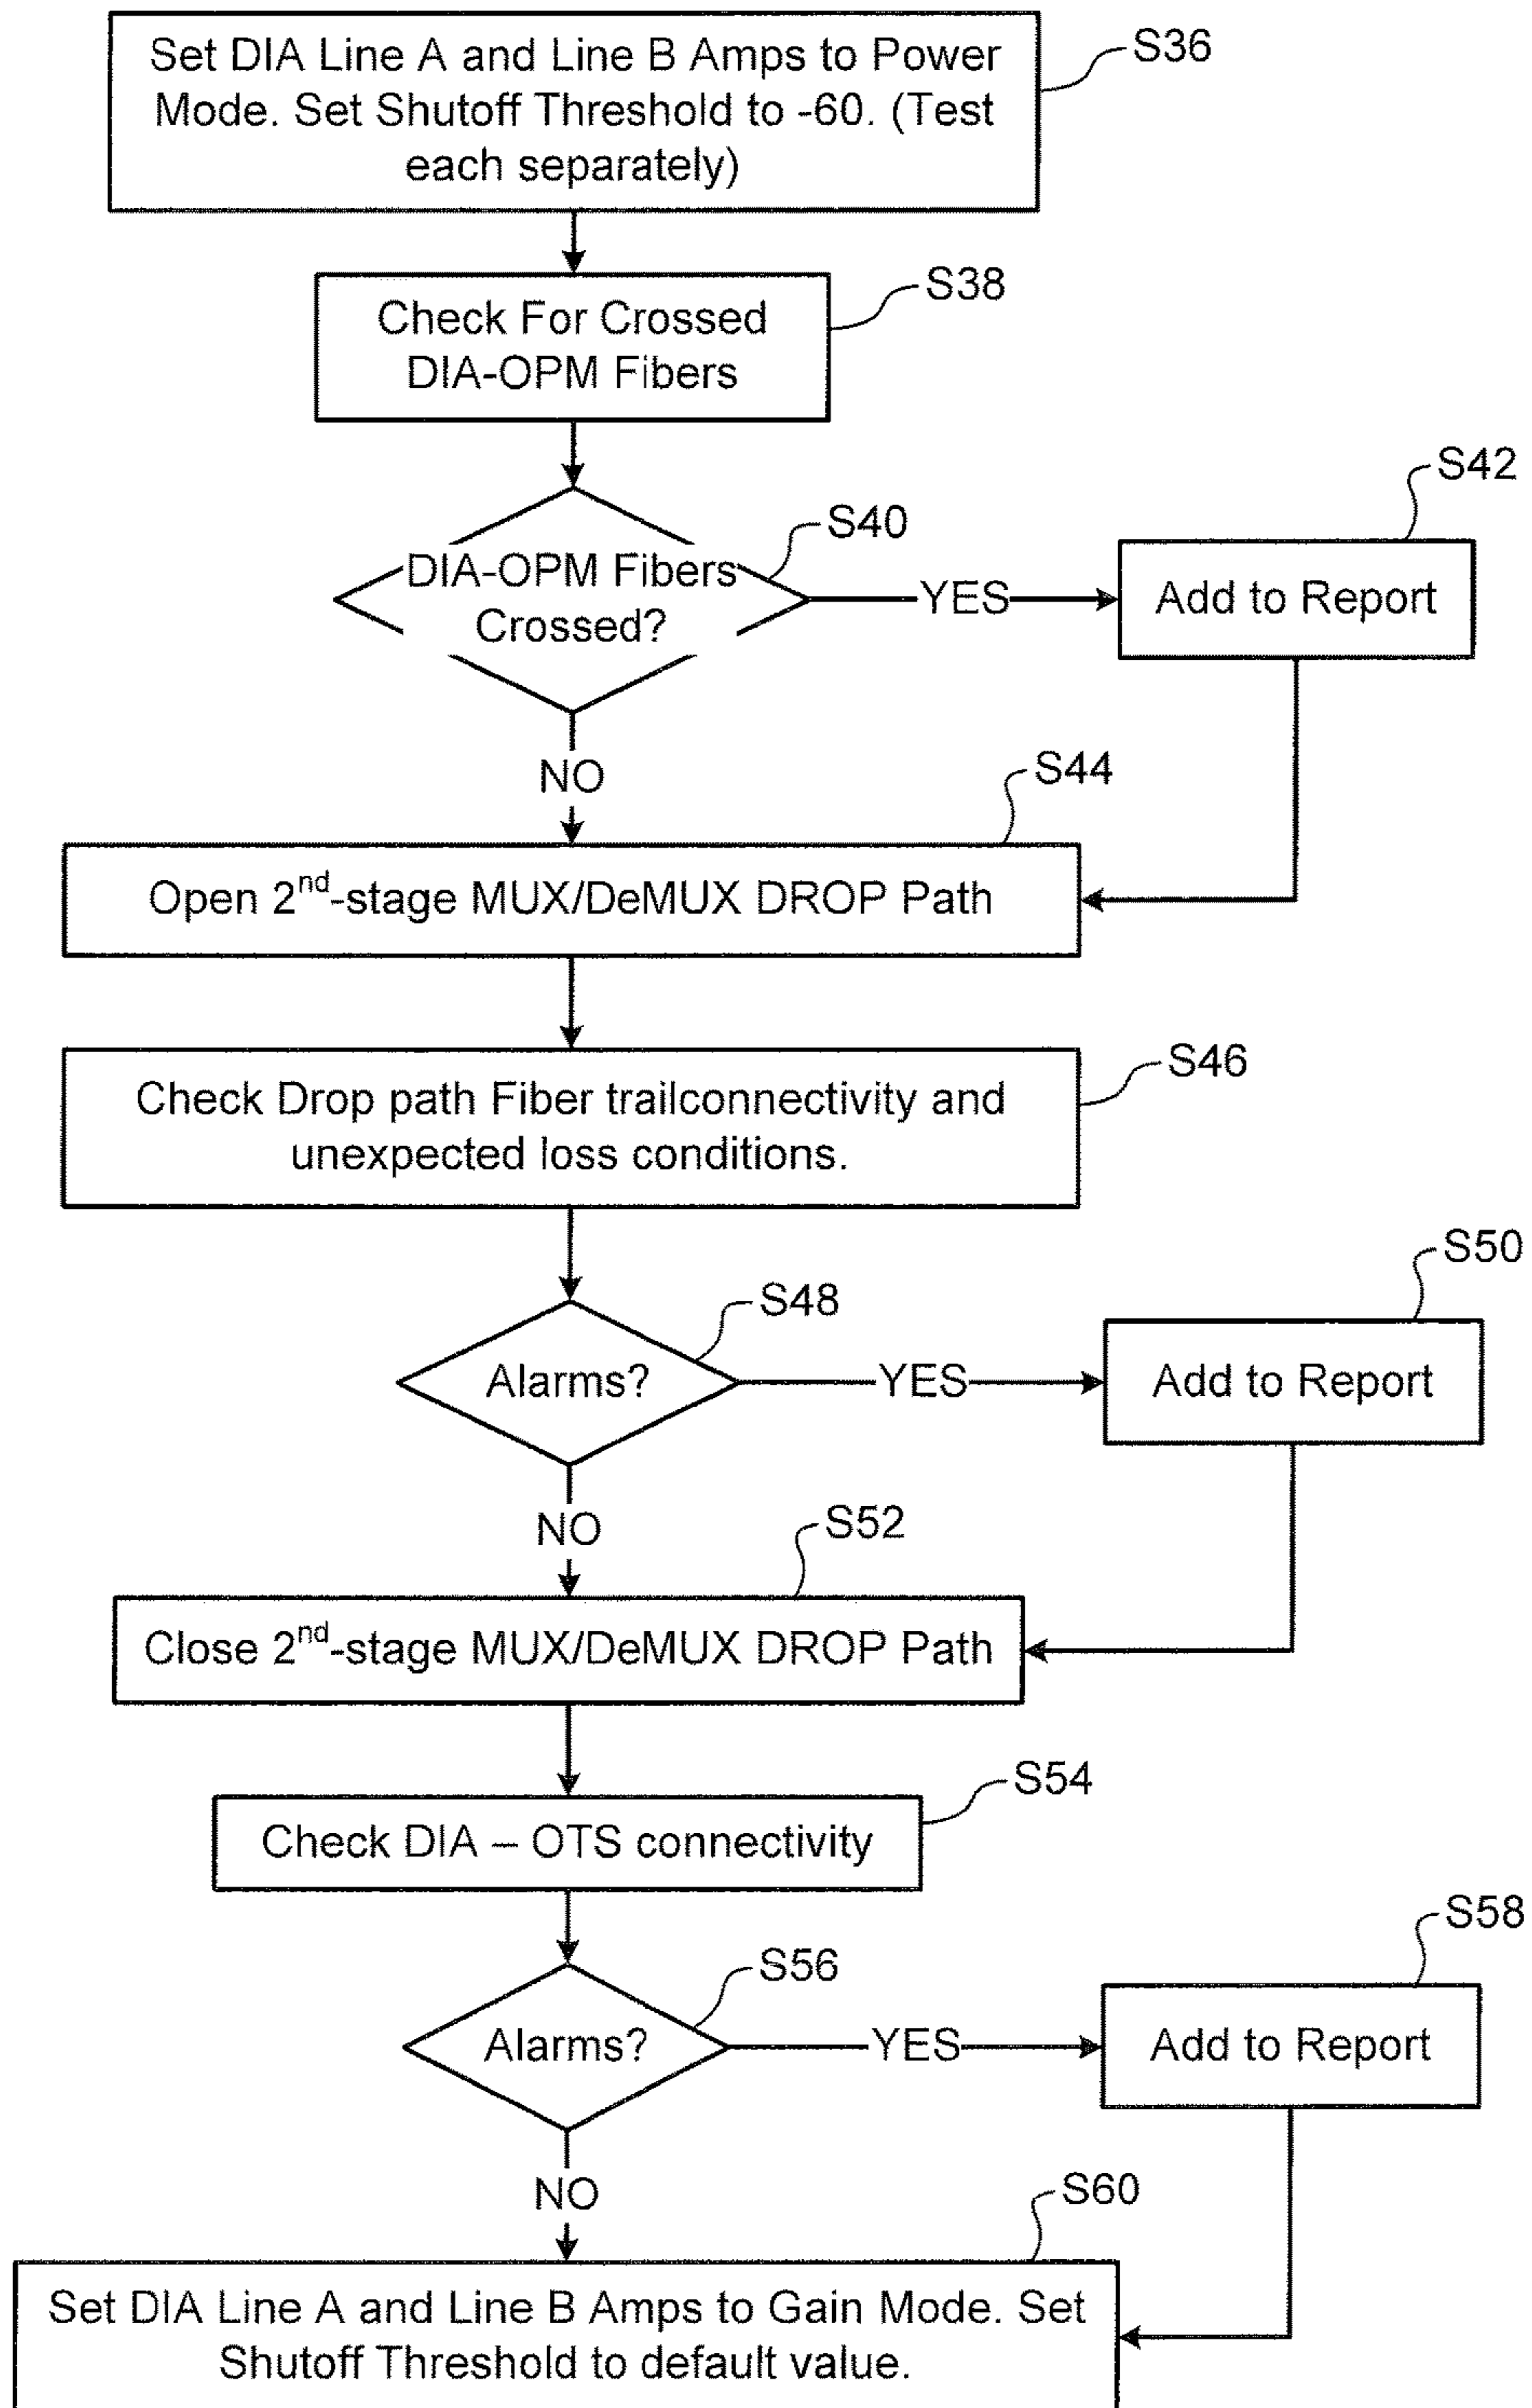 Set DIA Line A and Line B Amps to Power
Mode. Set Shutoff Threshold to -60. (Test
each separately)
S36
Check For Crossed
DIA-OPM Fibers
S38
DIA-OPM Fibers
Crossed?
S40
YES
Add to Report
S42
NO
Open 2nd-stage MUX/DeMUX DROP Path
S44
Check Drop path Fiber trailconnectivity and
unexpected loss conditions.
S46
Alarms?
S48
YES
Add to Report
S50
NO
Close 2nd-stage MUX/DeMUX DROP Path
S52
Check DIA – OTS connectivity
S54
Alarms?
S56
YES
Add to Report
S58
NO
Set DIA Line A and Line B Amps to Gain Mode. Set
Shutoff Threshold to default value.
S60